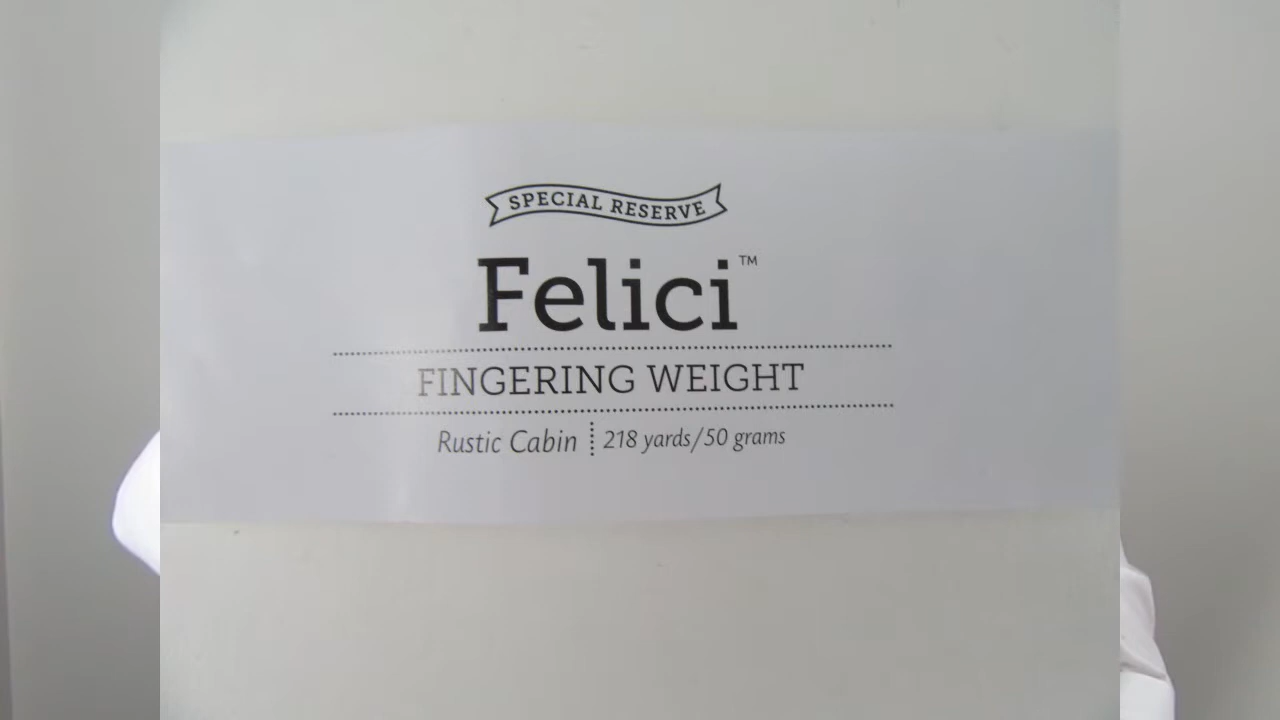 SPECIAL RESERVE
Felici™
FINGERING WEIGHT
Rustic Cabin ⋮ 218 yards/50 grams